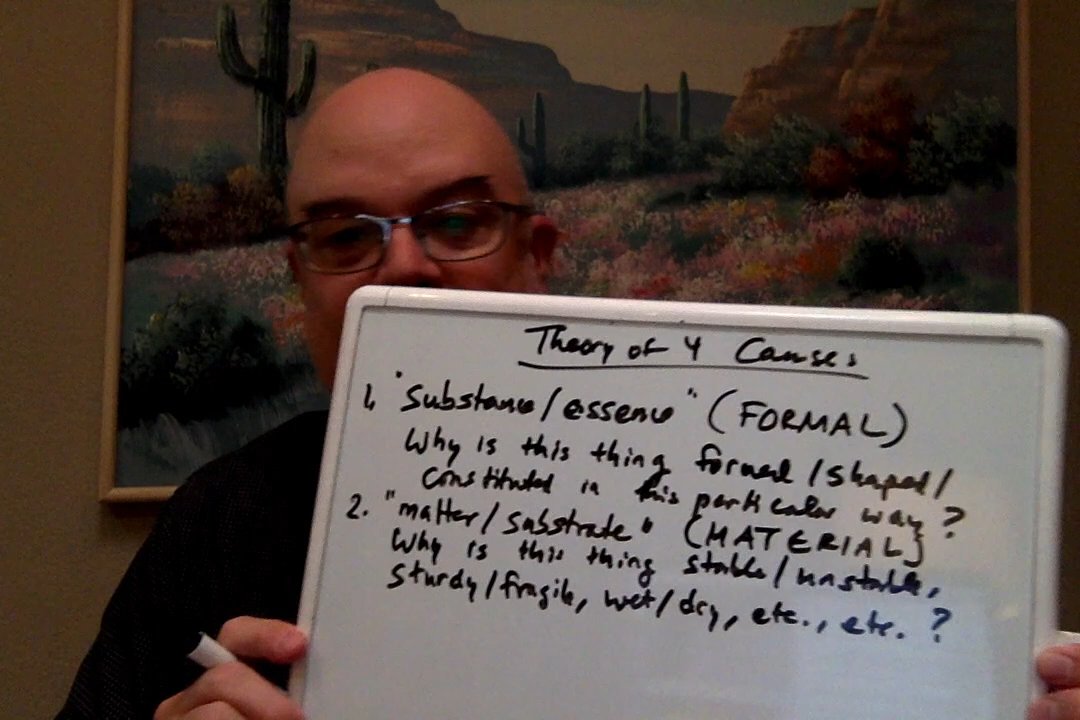 Theory of 4 Causes
1. "Substance/essence" (FORMAL)
Why is this thing formed/shaped/
constituted in this particular way?
2. "matter/substrate" (MATERIAL)
Why is this thing stable/unstable,
sturdy/fragile, wet/dry, etc., etc. ?